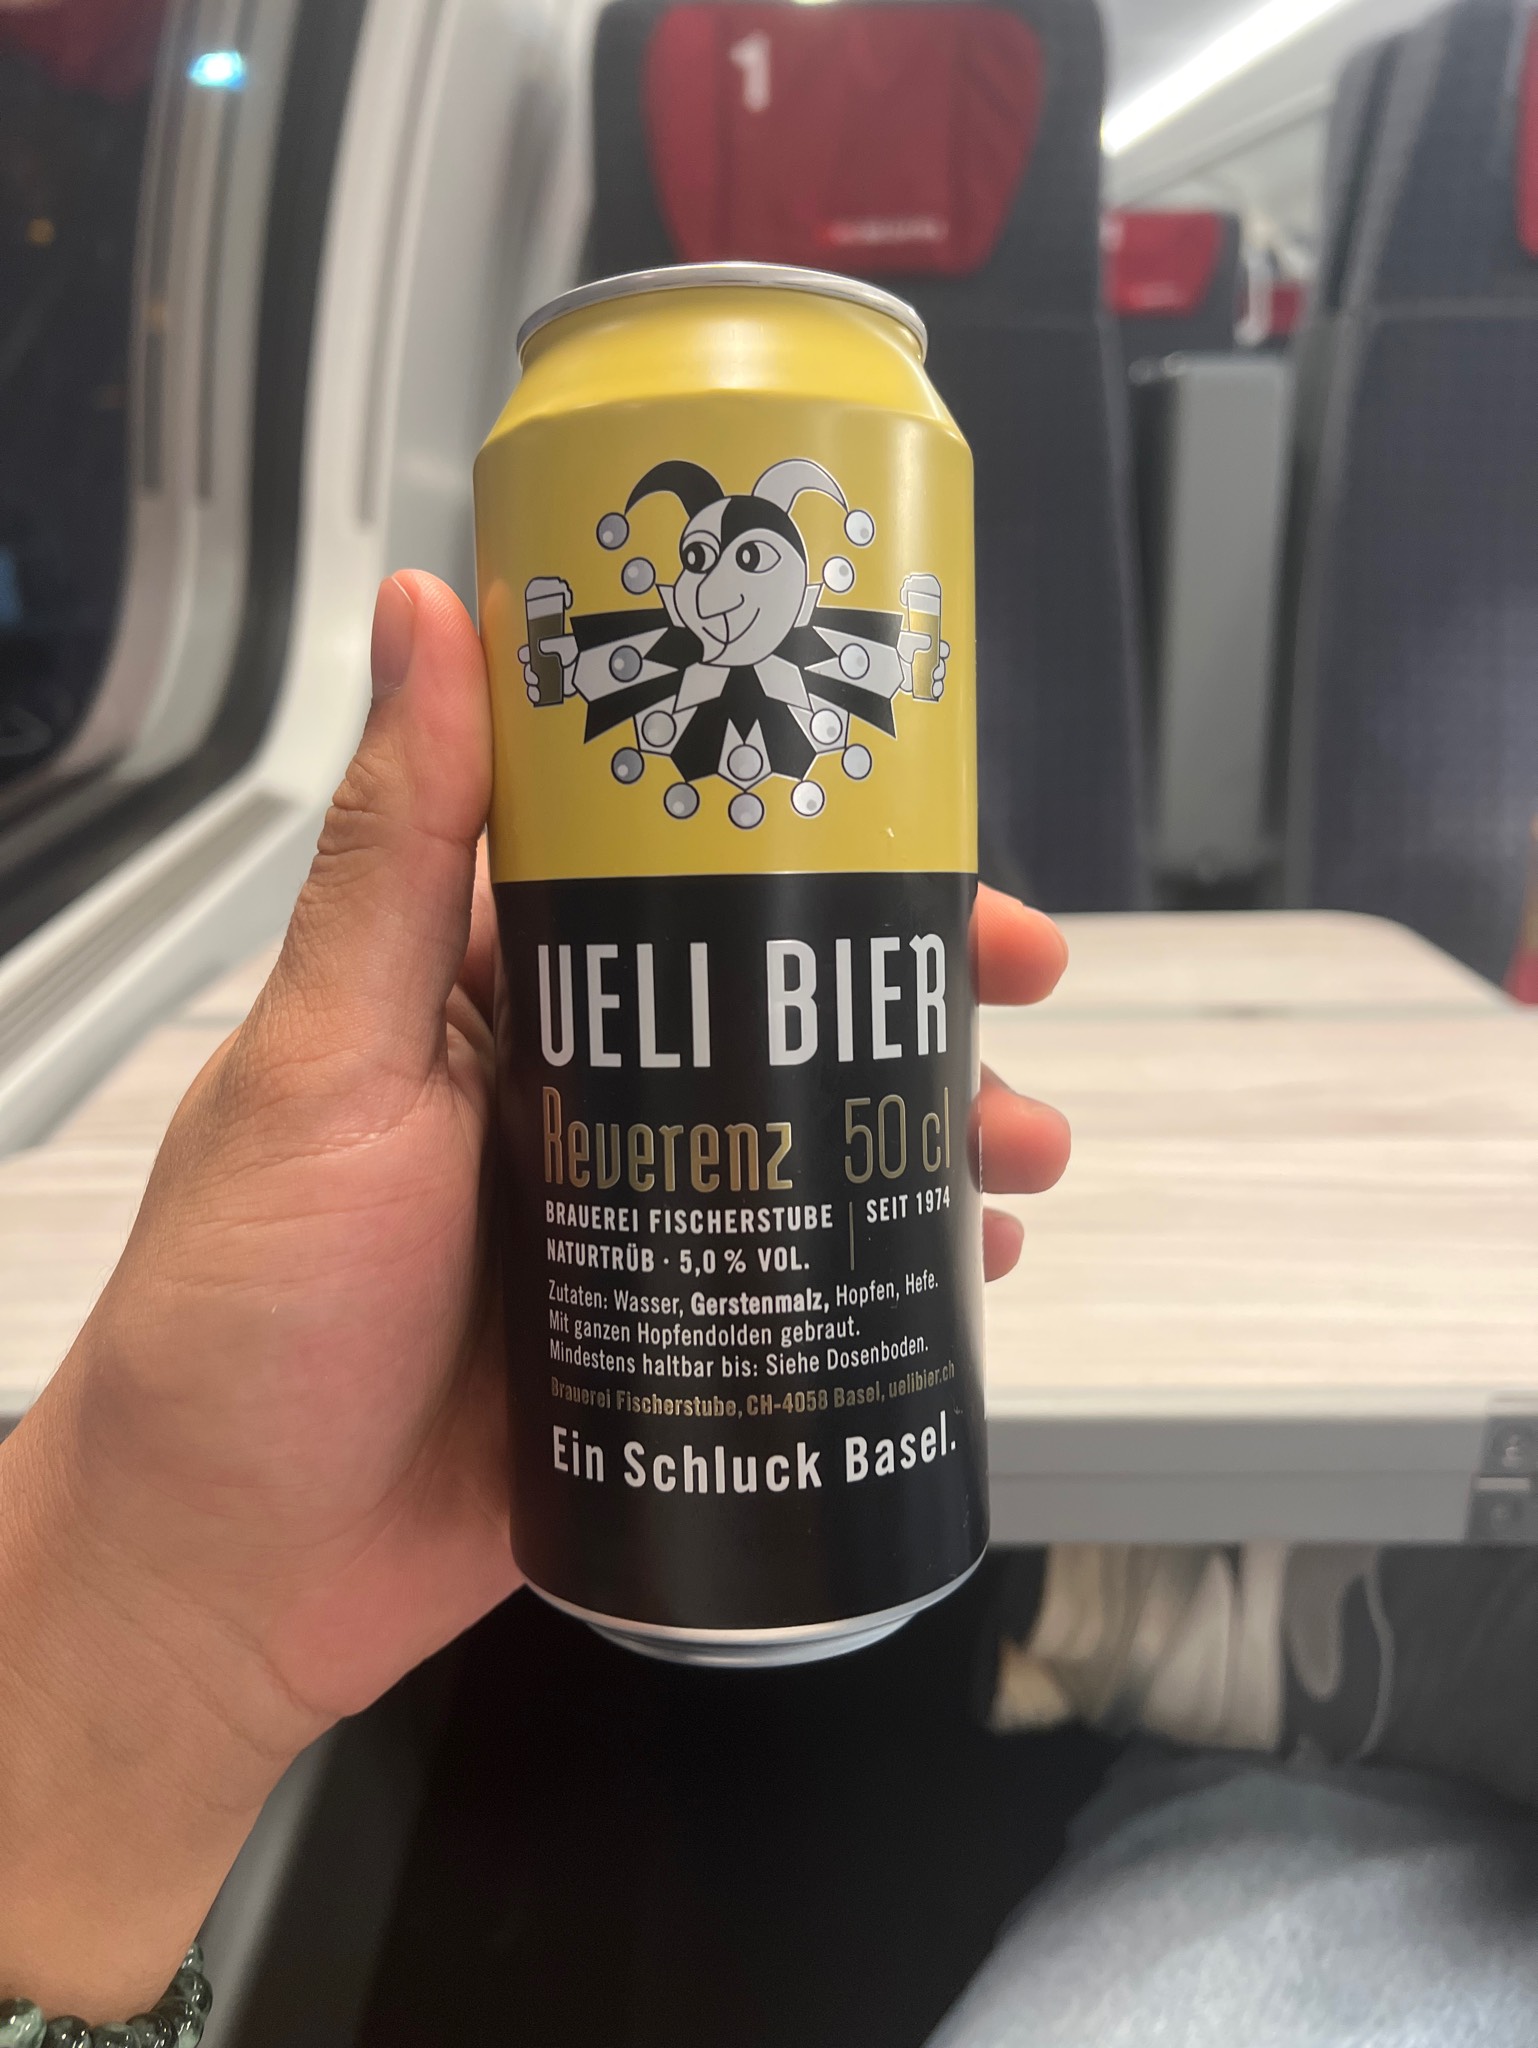 1
UELI BIER
Reverenz 50 cl
BRAUEREI FISCHERSTUBE | SEIT 1974
NATURTRÜB · 5,0 % VOL.
Zutaten: Wasser, Gerstenmalz, Hopfen, Hefe.
Mit ganzen Hopfendolden gebraut.
Mindestens haltbar bis: Siehe Dosenboden.
Brauerei Fischerstube, CH-4058 Basel, uelibier.ch
Ein Schluck Basel.